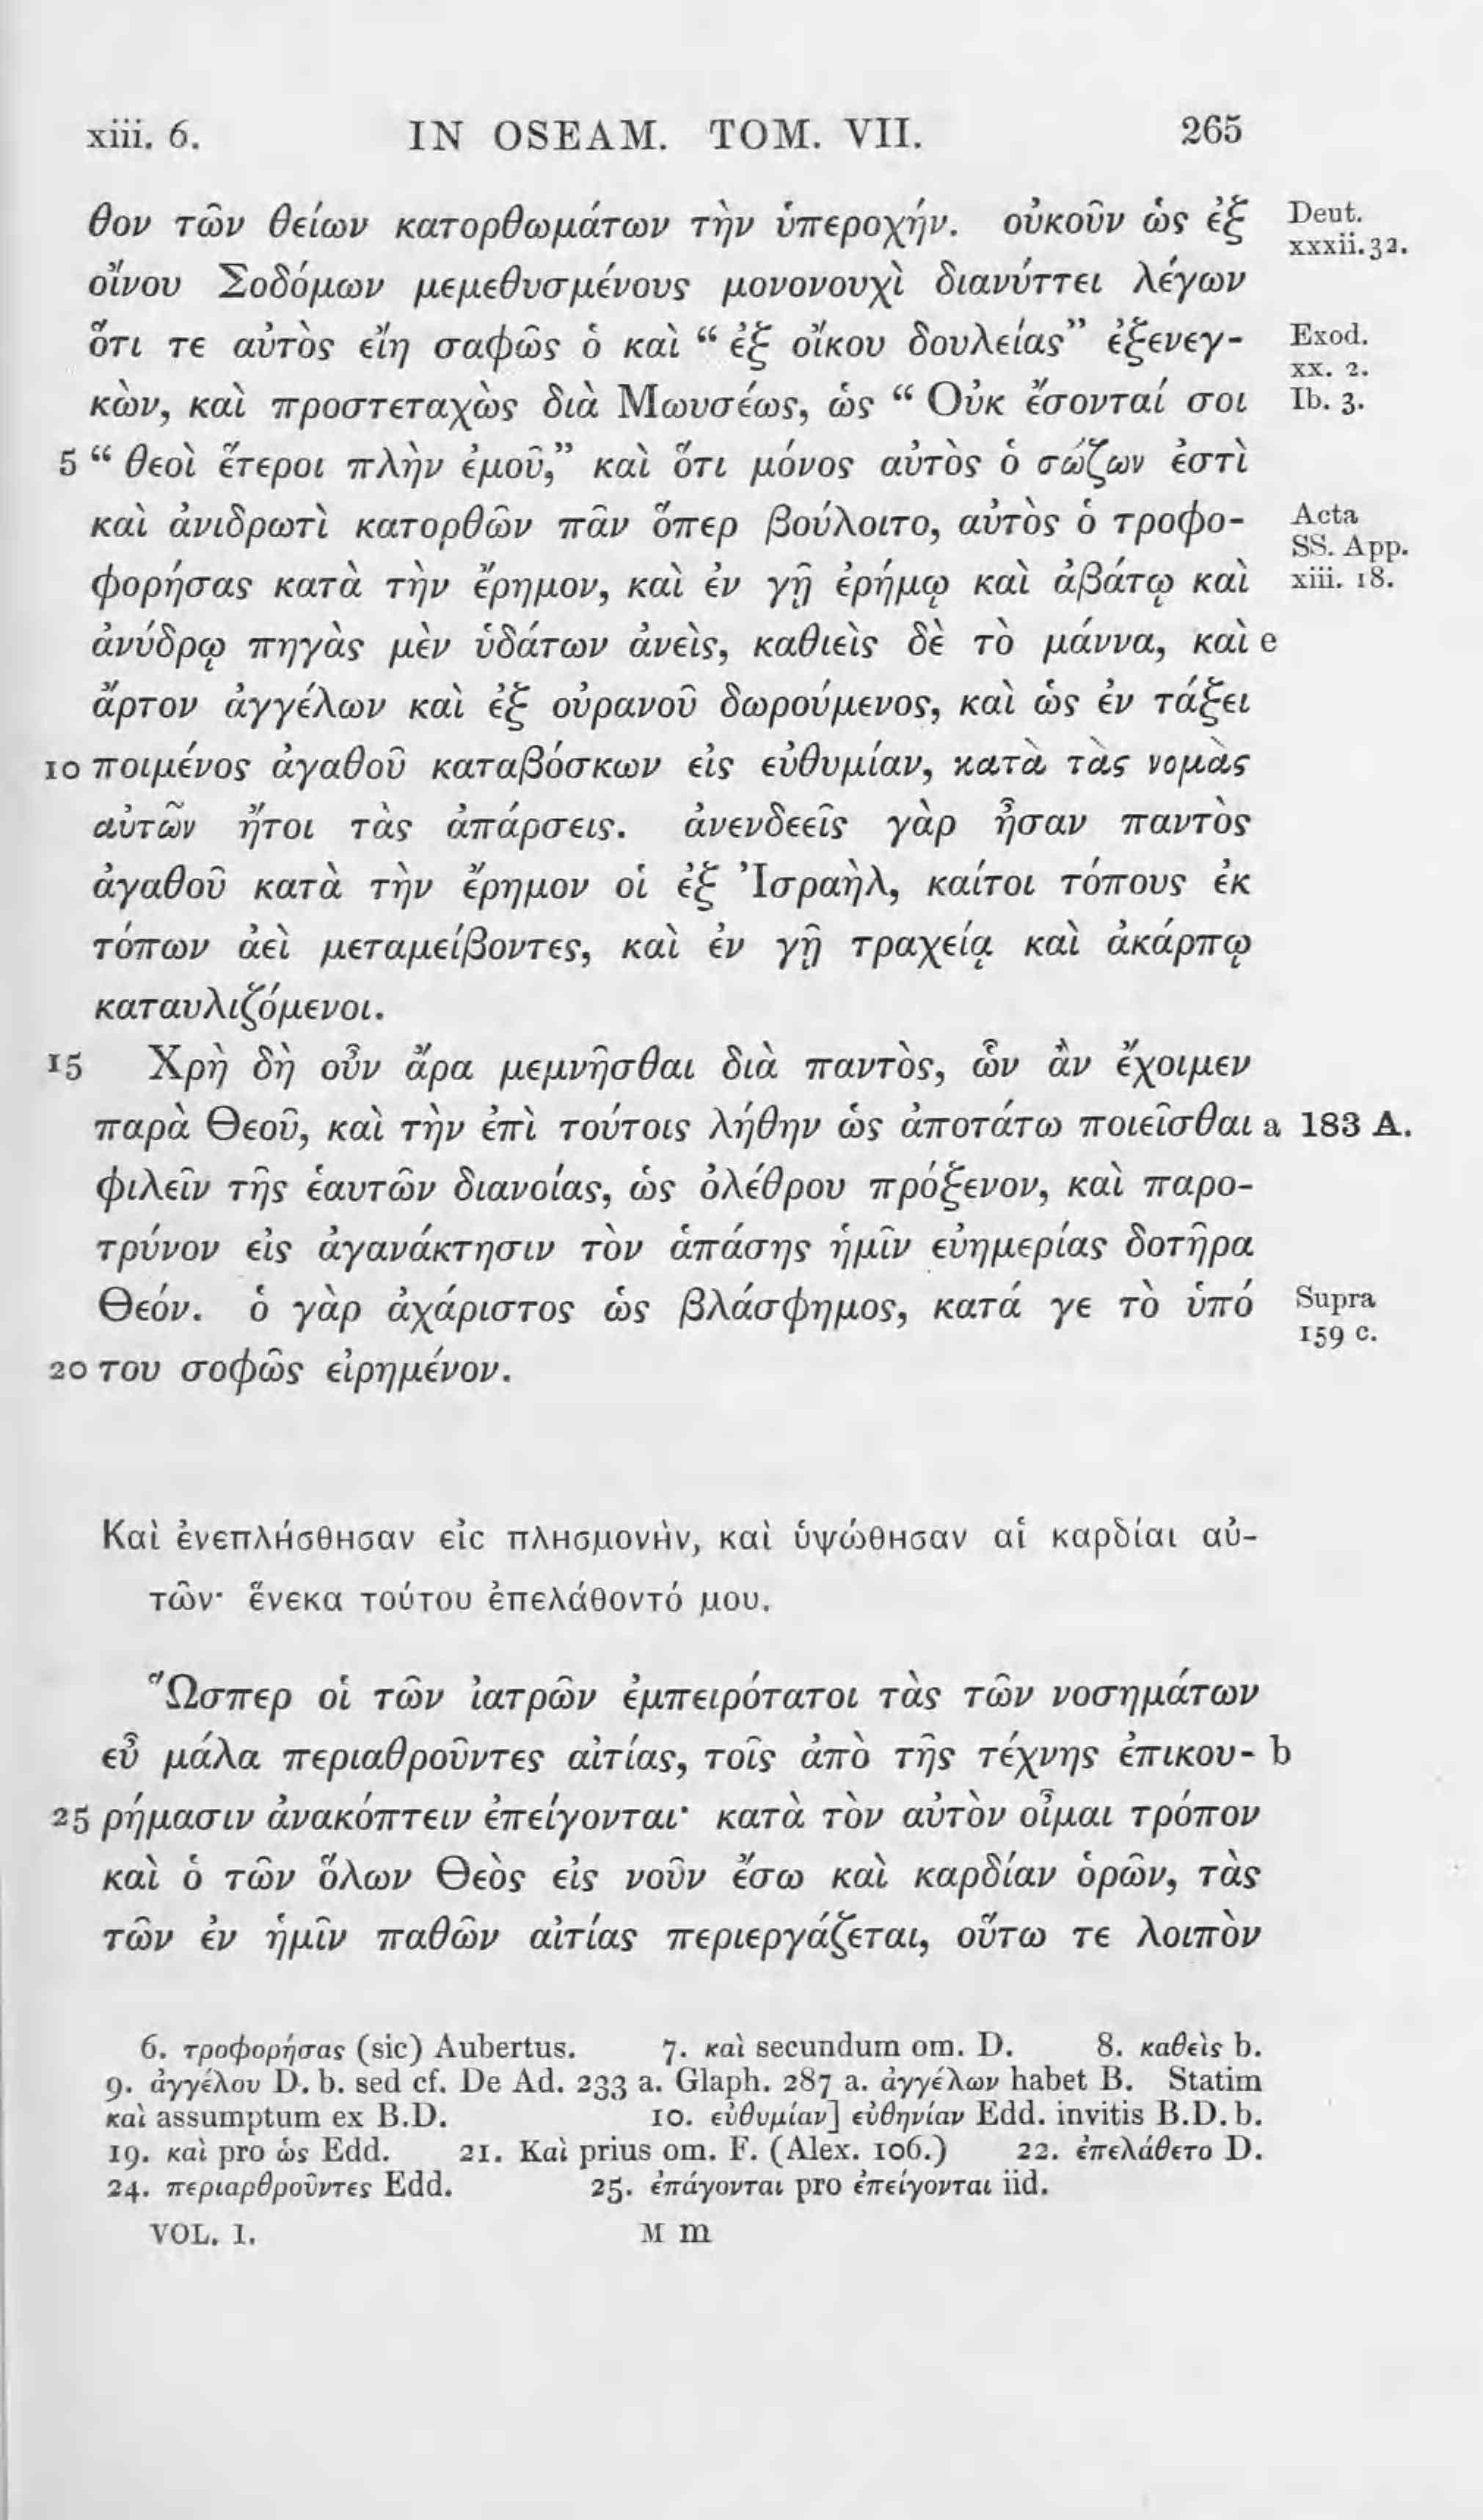 xiii. 6. IN OSEAM. TOM. VII. 265
θον τῶν θείων κατορθωμάτων τὴν ὑπεροχήν. οὐκοῦν ὡς ἐξ Deut. xxxii. 32.
οἴνου Σοδόμων μεμεθυσμένους μονονουχὶ διανύττει λέγων
ὅτι τε αὐτὸς εἴη σαφῶς ὁ καὶ “ ἐξ οἴκου δουλείας” ἐξενεγ- Exod. xx. 2.
κὼν, καὶ προστεταχὼς διὰ Μωυσέως, ὡς “ Οὐκ ἔσονταί σοι Ib. 3.
5 “ θεοὶ ἕτεροι πλὴν ἐμοῦ,” καὶ ὅτι μόνος αὐτὸς ὁ σώζων ἐστὶ
καὶ ἀνιδρωτὶ κατορθῶν πᾶν ὅπερ βούλοιτο, αὐτὸς ὁ τροφο- Acta SS. App.
φορήσας κατὰ τὴν ἔρημον, καὶ ἐν γῇ ἐρήμῳ καὶ ἀβάτῳ καὶ xiii. 18.
ἀνύδρῳ πηγὰς μὲν ὑδάτων ἀνεὶς, καθιεὶς δὲ τὸ μάννα, καὶ e
ἄρτον ἀγγέλων καὶ ἐξ οὐρανοῦ δωρούμενος, καὶ ὡς ἐν τάξει
10 ποιμένος ἀγαθοῦ καταβόσκων εἰς εὐθυμίαν, κατὰ τὰς νομὰς
αὐτῶν ἤτοι τὰς ἀπάρσεις. ἀνενδεεῖς γὰρ ἦσαν παντὸς
ἀγαθοῦ κατὰ τὴν ἔρημον οἱ ἐξ Ἰσραὴλ, καίτοι τόπους ἐκ
τόπων ἀεὶ μεταμείβοντες, καὶ ἐν γῇ τραχείᾳ καὶ ἀκάρπῳ
καταυλιζόμενοι.
15 Χρὴ δὴ οὖν ἄρα μεμνῆσθαι διὰ παντὸς, ὧν ἂν ἔχοιμεν
παρὰ Θεοῦ, καὶ τὴν ἐπὶ τούτοις λήθην ὡς ἀποτάτω ποιεῖσθαι a 183 A.
φιλεῖν τῆς ἑαυτῶν διανοίας, ὡς ὀλέθρου πρόξενον, καὶ παρο-
τρύνον εἰς ἀγανάκτησιν τὸν ἁπάσης ἡμῖν εὐημερίας δοτῆρα
Θεόν. ὁ γὰρ ἀχάριστος ὡς βλάσφημος, κατά γε τὸ ὑπό Supra 159 c.
20 του σοφῶς εἰρημένον.
Καὶ ἐνεπλήσθησαν εἰς πλησμονὴν, καὶ ὑψώθησαν αἱ καρδίαι αὐ-
τῶν· ἕνεκα τούτου ἐπελάθοντό μου.
Ὥσπερ οἱ τῶν ἰατρῶν ἐμπειρότατοι τὰς τῶν νοσημάτων
εὖ μάλα περιαθροῦντες αἰτίας, τοῖς ἀπὸ τῆς τέχνης ἐπικου- b
25 ρήμασιν ἀνακόπτειν ἐπείγονται· κατὰ τὸν αὐτὸν οἶμαι τρόπον
καὶ ὁ τῶν ὅλων Θεὸς εἰς νοῦν ἔσω καὶ καρδίαν ὁρῶν, τὰς
τῶν ἐν ἡμῖν παθῶν αἰτίας περιεργάζεται, οὕτω τε λοιπὸν
6. τροφορήσας (sic) Aubertus. 7. καὶ secundum om. D. 8. καθεὶς b.
9. ἀγγέλου D. b. sed cf. De Ad. 233 a. Glaph. 287 a. ἀγγέλων habet B. Statim
καὶ assumptum ex B.D. 10. εὐθυμίαν] εὐθηνίαν Edd. invitis B.D.b.
19. καὶ pro ὡς Edd. 21. Καὶ prius om. F. (Alex. 106.) 22. ἐπελάθετο D.
24. περιαρθροῦντες Edd. 25. ἐπάγονται pro ἐπείγονται iid.
VOL. I. M m